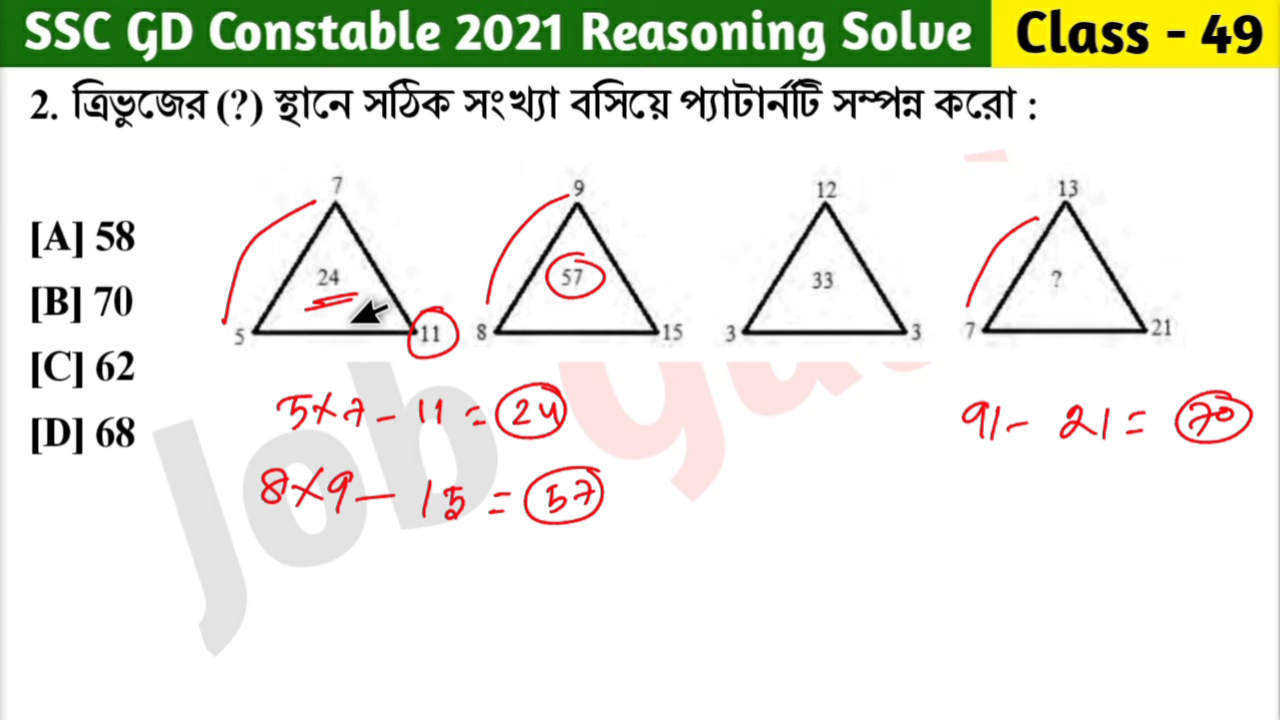 SSC GD Constable 2021 Reasoning Solve Class - 49
2. ত্রিভুজের (?) স্থানে সঠিক সংখ্যা বসিয়ে প্যাটার্নটি সম্পন্ন করো :
[A] 58
[B] 70
[C] 62
[D] 68
7
24
5 11
9
57
8 15
12
33
3 3
13
?
7 21
5×7 - 11 = 24
8×9 - 15 = 57
91 - 21 = 70
Job